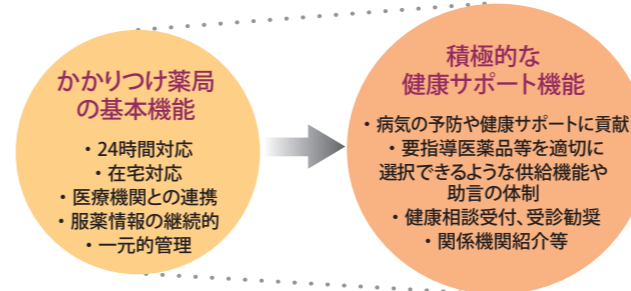 かかりつけ薬局
の基本機能
・24時間対応
・在宅対応
・医療機関との連携
・服薬情報の継続的
・一元的管理
積極的な
健康サポート機能
・病気の予防や健康サポートに貢献
・要指導医薬品等を適切に
選択できるような供給機能や
助言の体制
・健康相談受付、受診勧奨
・関係機関紹介等